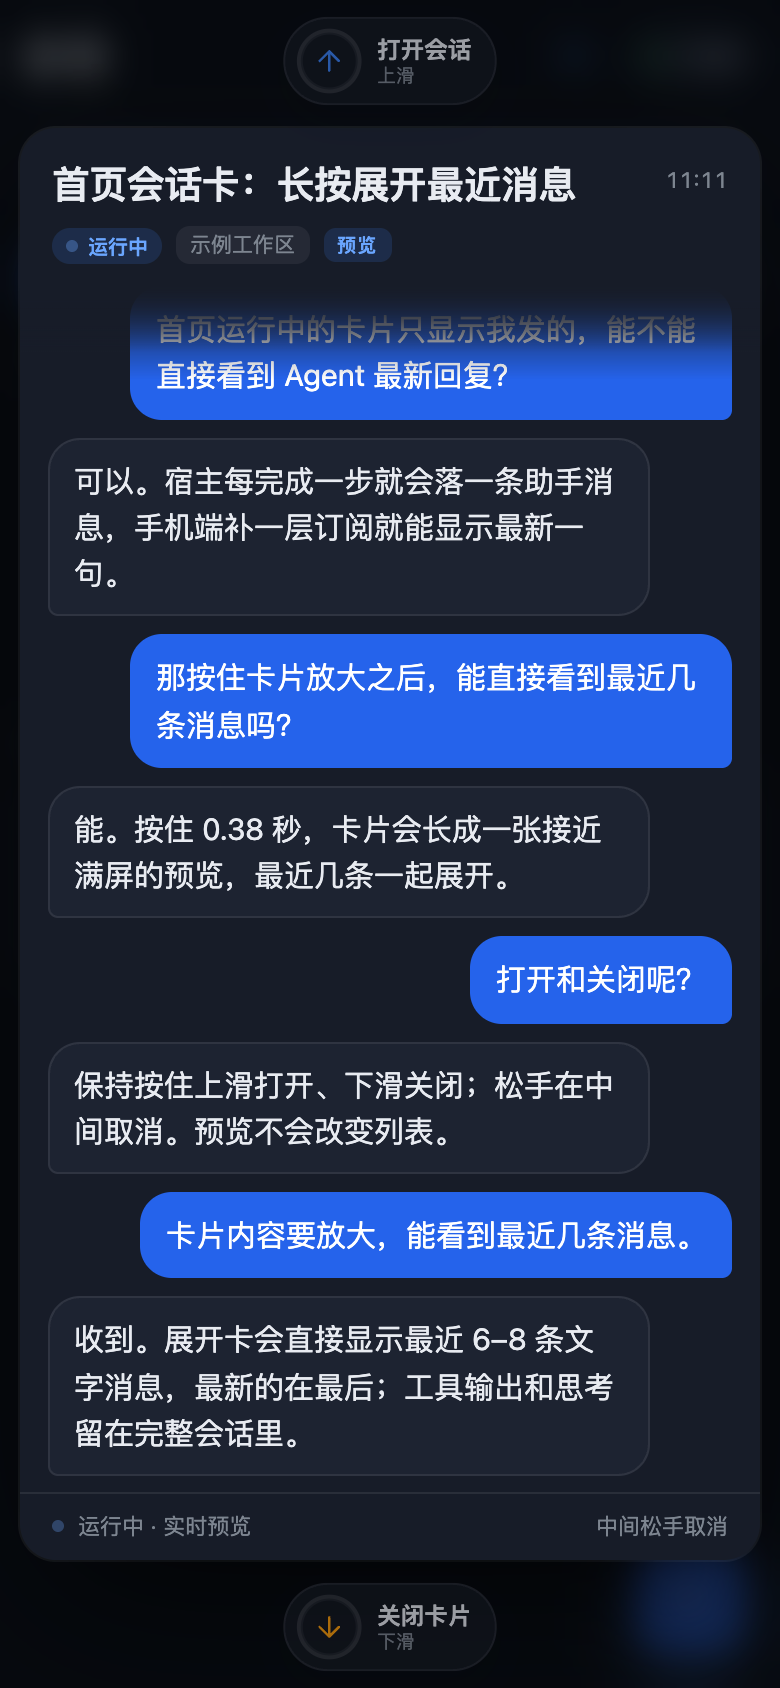 打开会话
上滑
首页会话卡：长按展开最近消息
11:11
运行中
示例工作区
预览
首页运行中的卡片只显示我发的，能不能
直接看到 Agent 最新回复？
可以。宿主每完成一步就会落一条助手消
息，手机端补一层订阅就能显示最新一
句。
那按住卡片放大之后，能直接看到最近几
条消息吗？
能。按住 0.38 秒，卡片会长成一张接近
满屏的预览，最近几条一起展开。
打开和关闭呢？
保持按住上滑打开、下滑关闭；松手在中
间取消。预览不会改变列表。
卡片内容要放大，能看到最近几条消息。
收到。展开卡会直接显示最近 6–8 条文
字消息，最新的在最后；工具输出和思考
留在完整会话里。
运行中 · 实时预览
中间松手取消
关闭卡片
下滑